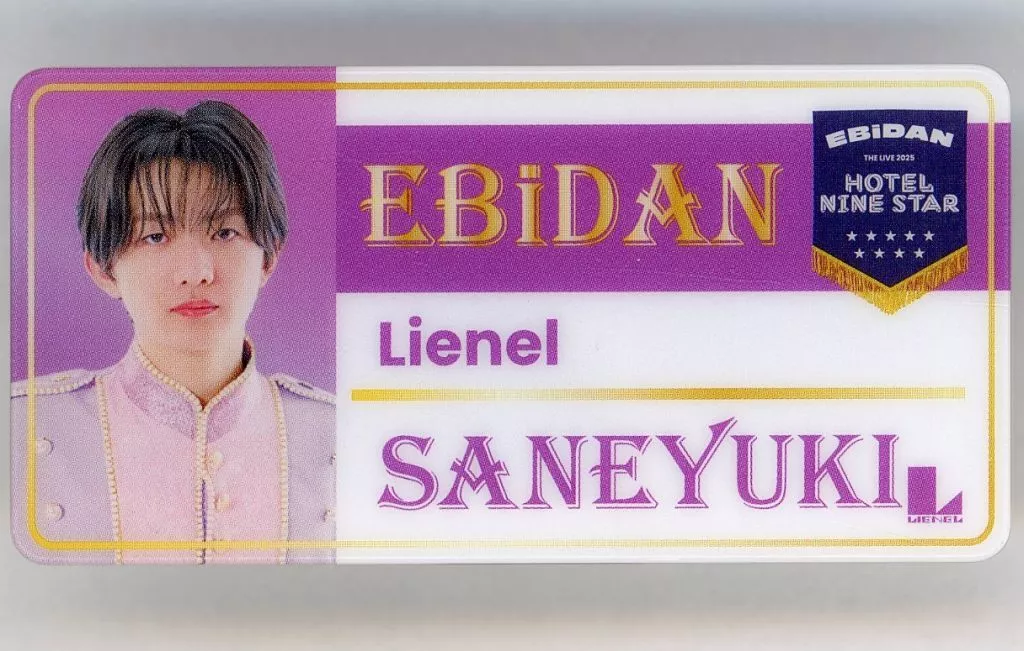 EBiDAN
EBiDAN
THE LIVE 2025
HOTEL
NINE STAR
Lienel
SANEYUKI
LIENEL